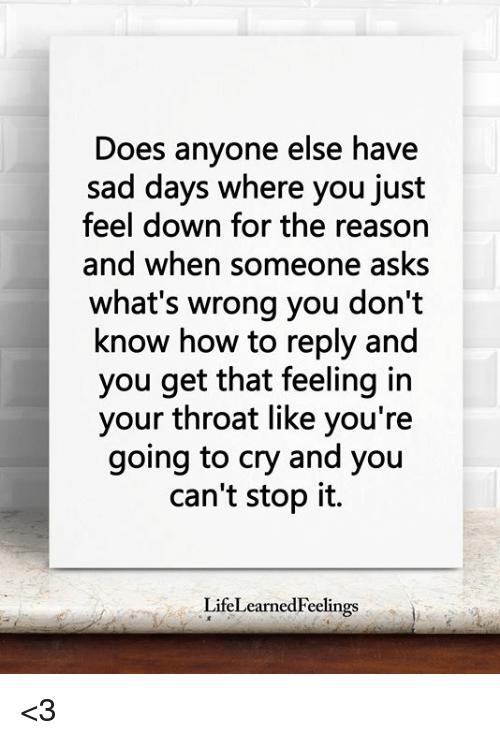 Does anyone else have
sad days where you just
feel down for the reason
and when someone asks
what's wrong you don't
know how to reply and
you get that feeling in
your throat like you're
going to cry and you
can't stop it.
LifeLearnedFeelings
<3